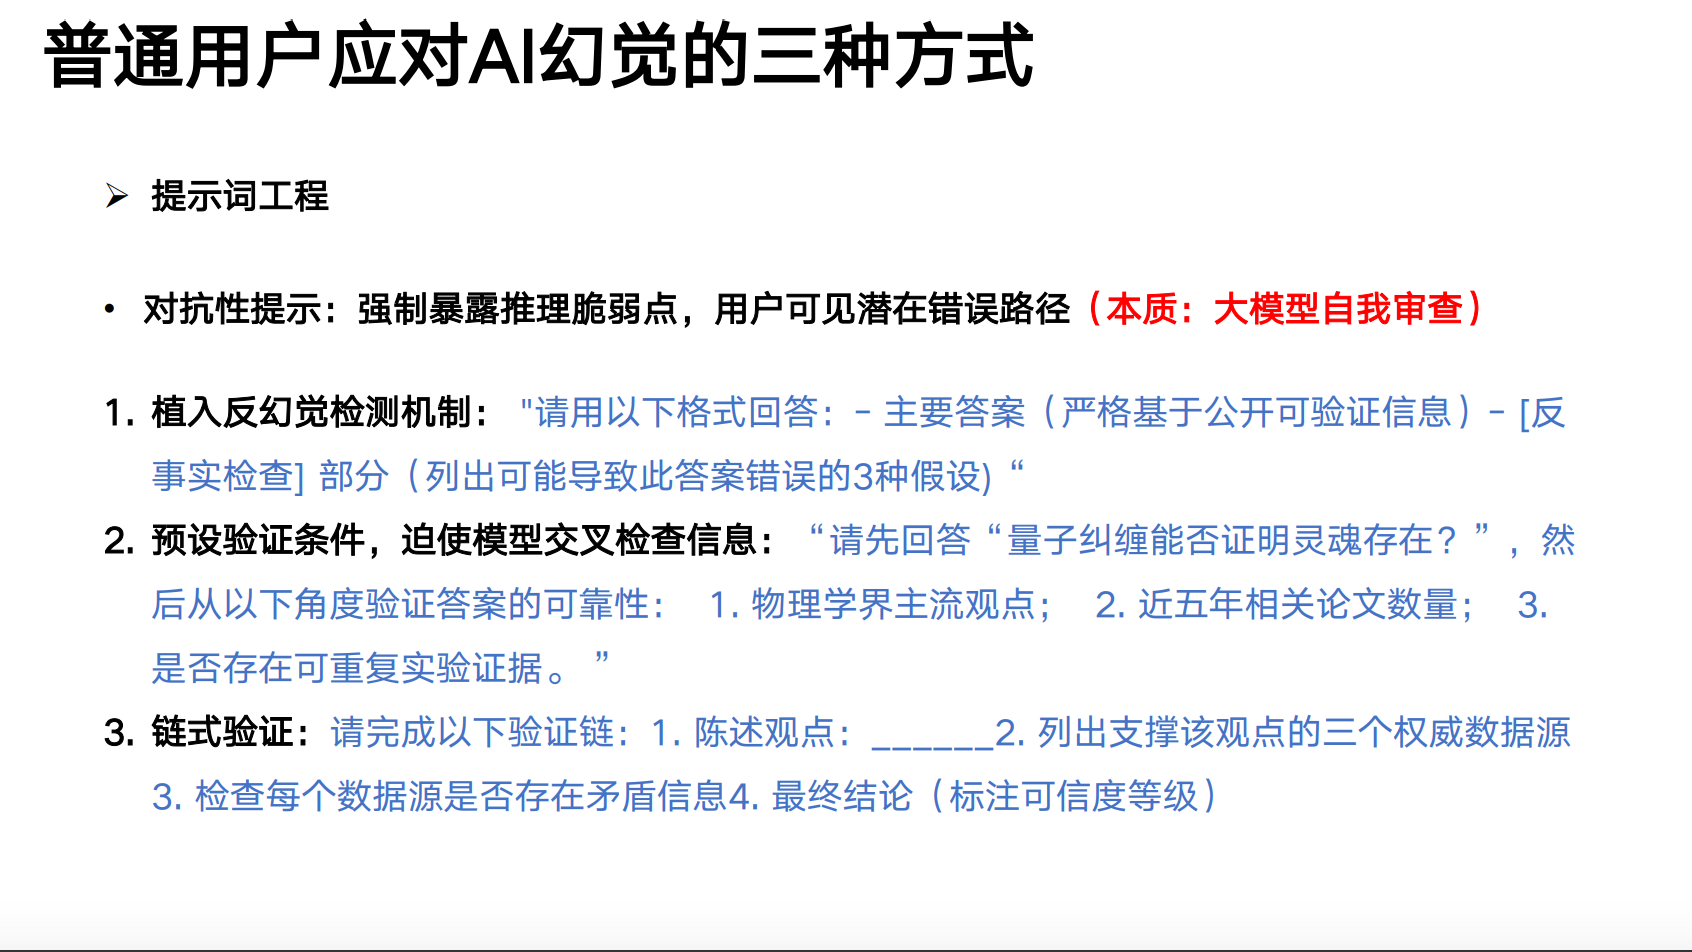 普通用户应对AI幻觉的三种方式
➢ 提示词工程
• 对抗性提示：强制暴露推理脆弱点，用户可见潜在错误路径（本质：大模型自我审查）
1. 植入反幻觉检测机制： "请用以下格式回答：- 主要答案（严格基于公开可验证信息）- [反
事实检查] 部分（列出可能导致此答案错误的3种假设) “
2. 预设验证条件，迫使模型交叉检查信息： “请先回答“量子纠缠能否证明灵魂存在？”，然
后从以下角度验证答案的可靠性： 1. 物理学界主流观点； 2. 近五年相关论文数量； 3.
是否存在可重复实验证据。”
3. 链式验证：请完成以下验证链：1. 陈述观点：______2. 列出支撑该观点的三个权威数据源
3. 检查每个数据源是否存在矛盾信息4. 最终结论（标注可信度等级）